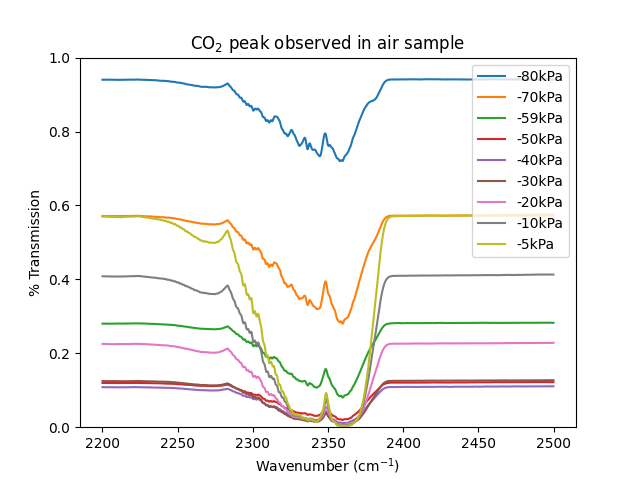 CO₂ peak observed in air sample
1.0
0.8
0.6
0.4
0.2
0.0
% Transmission
-80kPa
-70kPa
-59kPa
-50kPa
-40kPa
-30kPa
-20kPa
-10kPa
-5kPa
2200 2250 2300 2350 2400 2450 2500
Wavenumber (cm⁻¹)